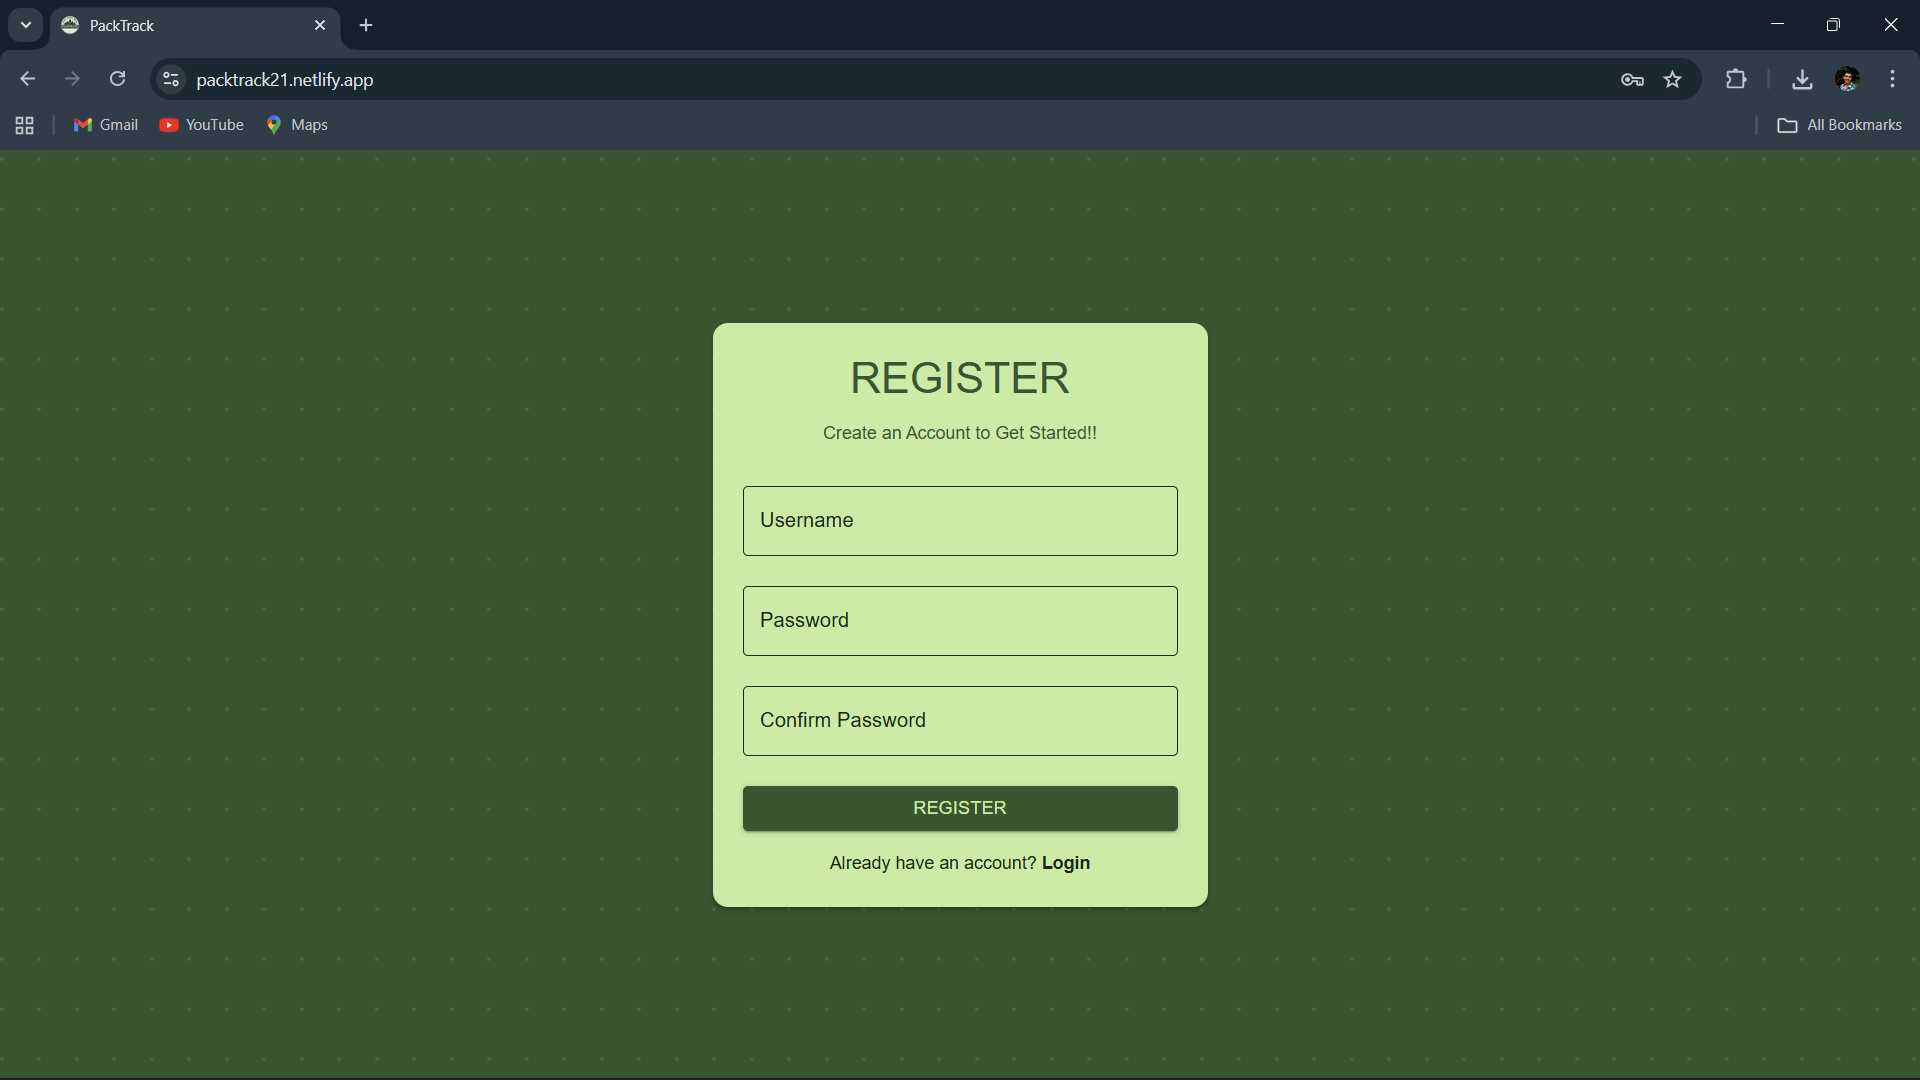 PackTrack
packtrack21.netlify.app
Gmail YouTube Maps All Bookmarks
REGISTER
Create an Account to Get Started!!
Username
Password
Confirm Password
REGISTER
Already have an account? Login